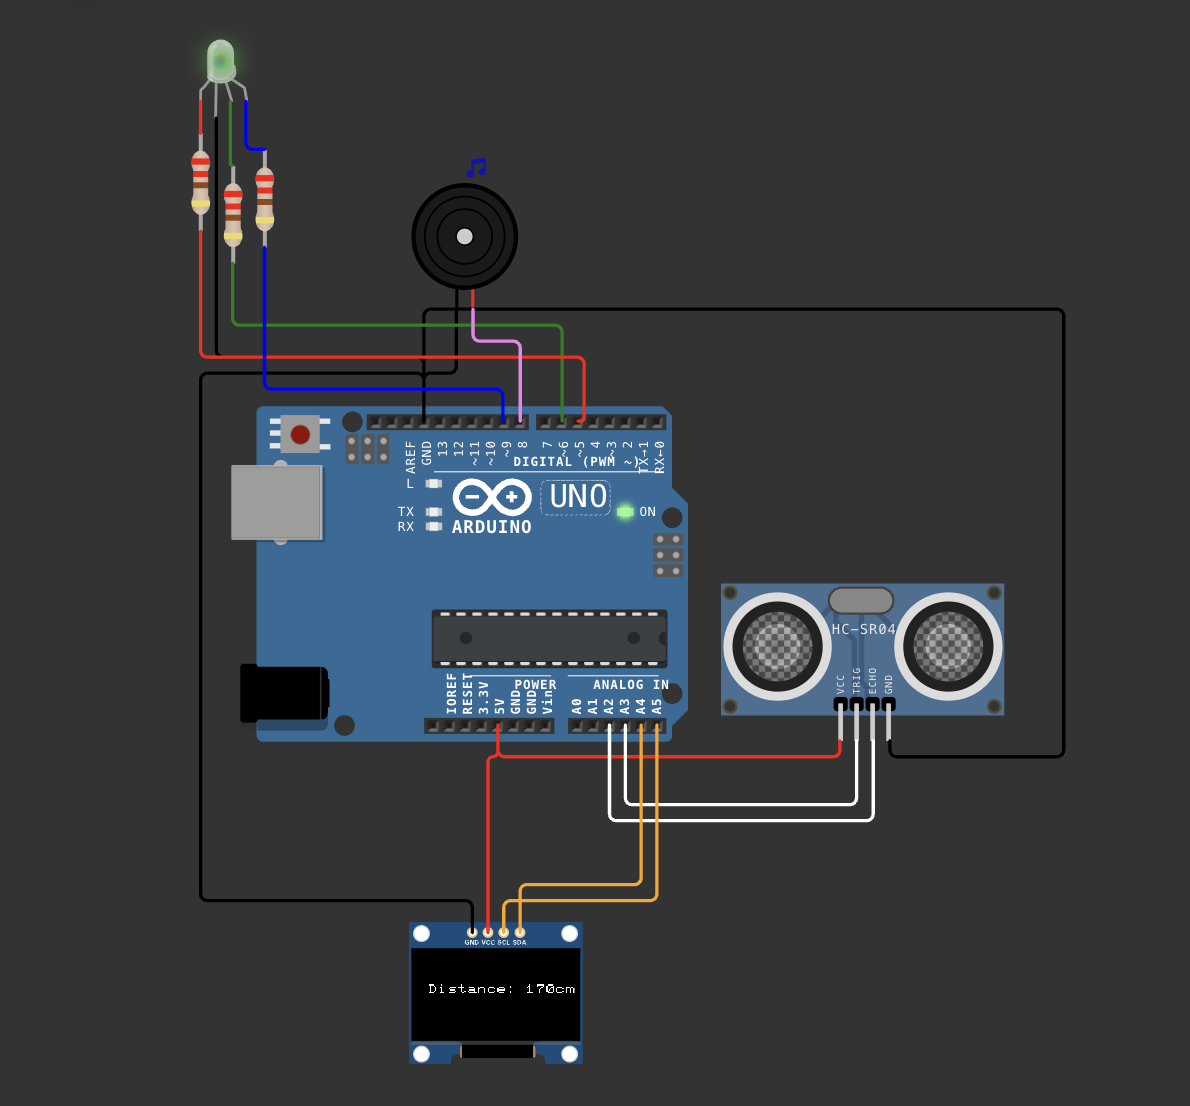 AREF
GND
13
12
~11
~10
~9
8
7
~6
~5
4
~3
2
TX→1
RX←0
DIGITAL (PWM ~)
L
TX
RX
UNO
ARDUINO
ON
HC-SR04
VCC
TRIG
ECHO
GND
IOREF
RESET
3.3V
5V
GND
GND
Vin
POWER
ANALOG IN
A0
A1
A2
A3
A4
A5
GND VCC SCL SDA
Distance: 170cm